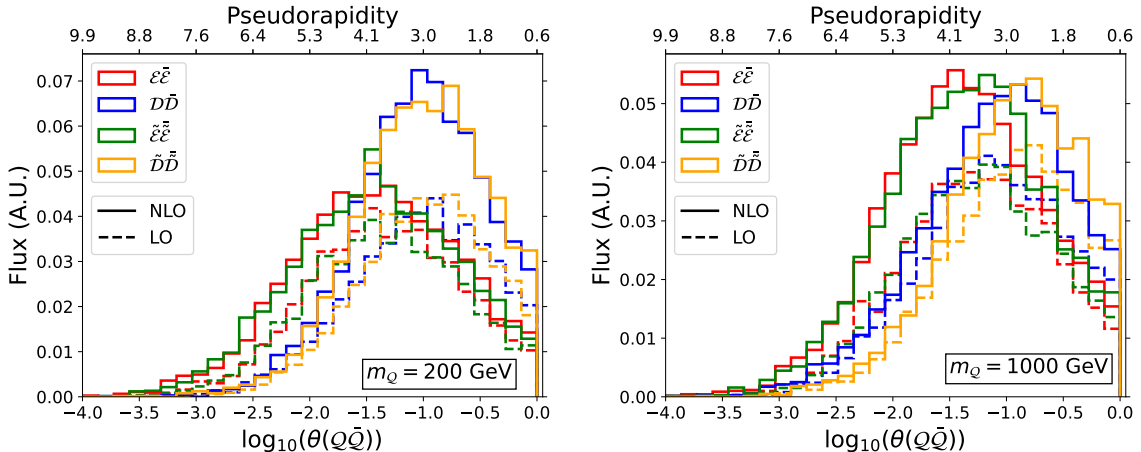 Pseudorapidity
9.9 8.8 7.6 6.4 5.3 4.1 3.0 1.8 0.6
Flux (A.U.)
0.07
0.06
0.05
0.04
0.03
0.02
0.01
0.00
ℰℰ̄
𝒟𝒟̄
ℰ̃ℰ̃̄
𝒟̃𝒟̃̄
NLO
LO
m𝒬 = 200 GeV
−4.0 −3.5 −3.0 −2.5 −2.0 −1.5 −1.0 −0.5 0.0
log10(θ(𝒬𝒬̄))
Pseudorapidity
9.9 8.8 7.6 6.4 5.3 4.1 3.0 1.8 0.6
Flux (A.U.)
0.05
0.04
0.03
0.02
0.01
0.00
ℰℰ̄
𝒟𝒟̄
ℰ̃ℰ̃̄
𝒟̃𝒟̃̄
NLO
LO
m𝒬 = 1000 GeV
−4.0 −3.5 −3.0 −2.5 −2.0 −1.5 −1.0 −0.5 0.0
log10(θ(𝒬𝒬̄))